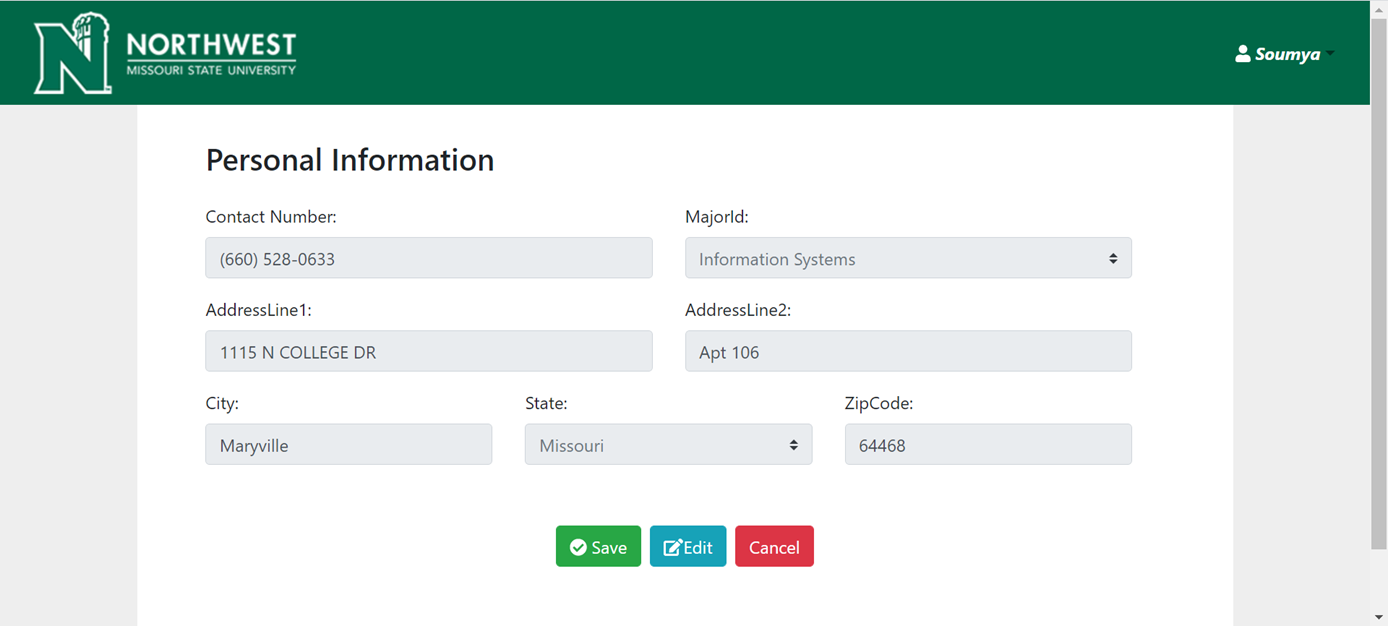 NORTHWEST
MISSOURI STATE UNIVERSITY
Soumya
Personal Information
Contact Number: MajorId:
(660) 528-0633 Information Systems
AddressLine1: AddressLine2:
1115 N COLLEGE DR Apt 106
City: State: ZipCode:
Maryville Missouri 64468
Save Edit Cancel